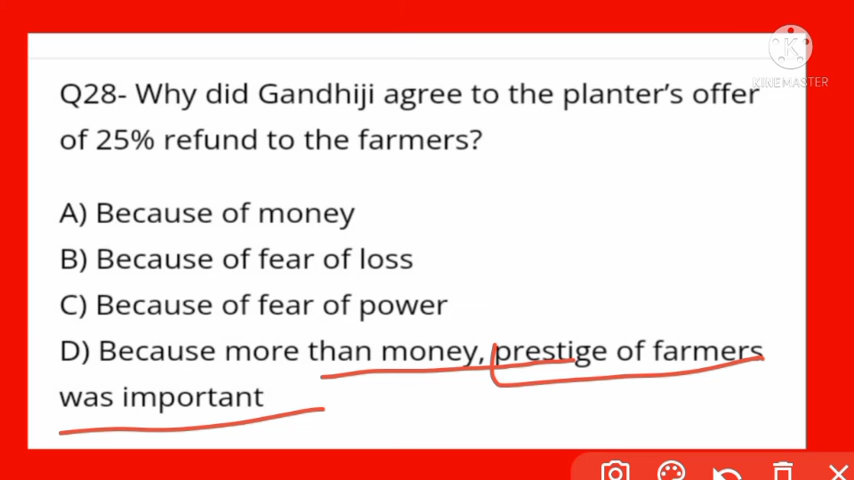 KINEMASTER
Q28- Why did Gandhiji agree to the planter's offer
of 25% refund to the farmers?
A) Because of money
B) Because of fear of loss
C) Because of fear of power
D) Because more than money, prestige of farmers
was important